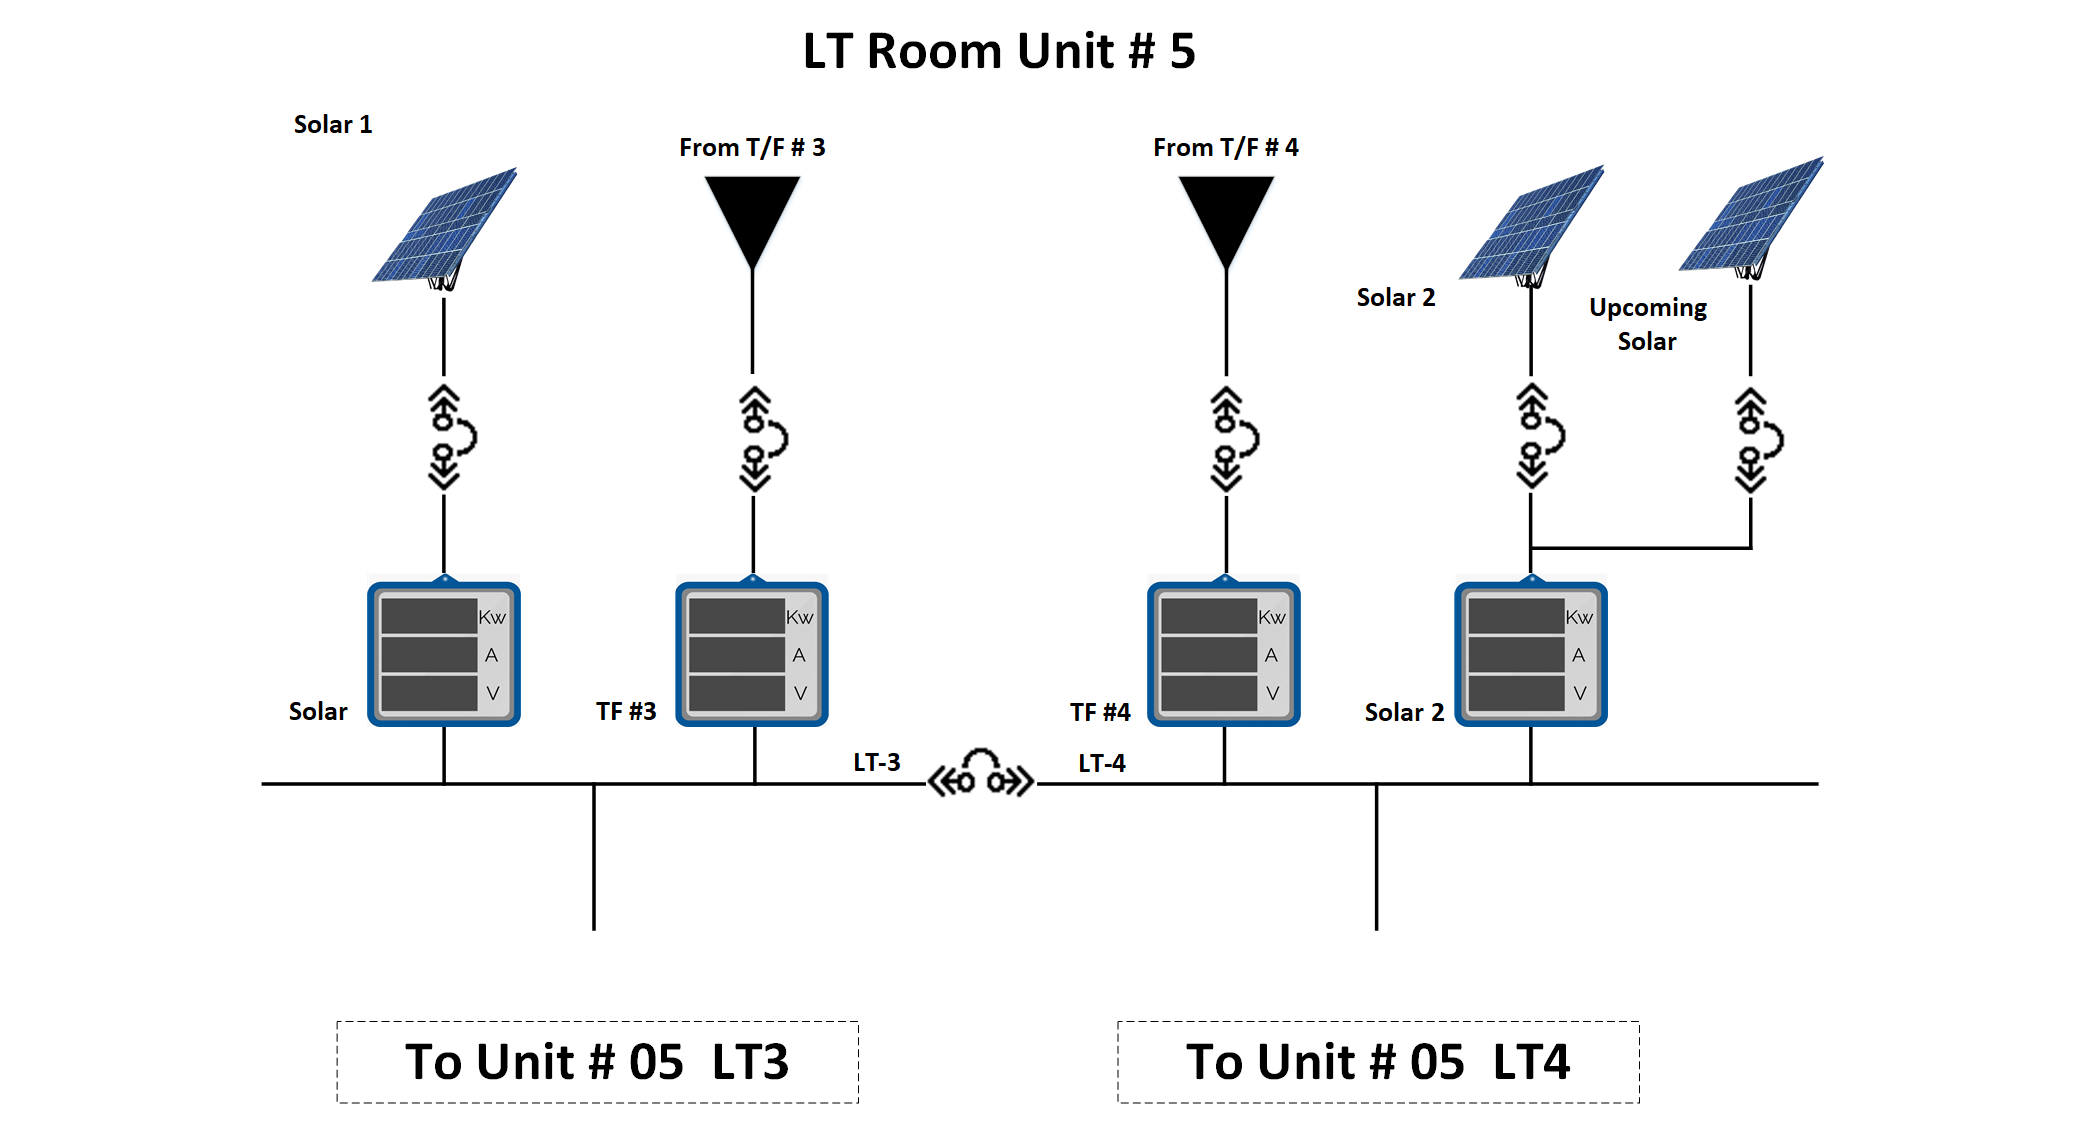 LT Room Unit # 5
Solar 1
From T/F # 3
From T/F # 4
Solar 2
Upcoming
Solar
Kw
A
V
Solar
Kw
A
V
TF #3
Kw
A
V
TF #4
Kw
A
V
Solar 2
LT-3
LT-4
To Unit # 05 LT3
To Unit # 05 LT4